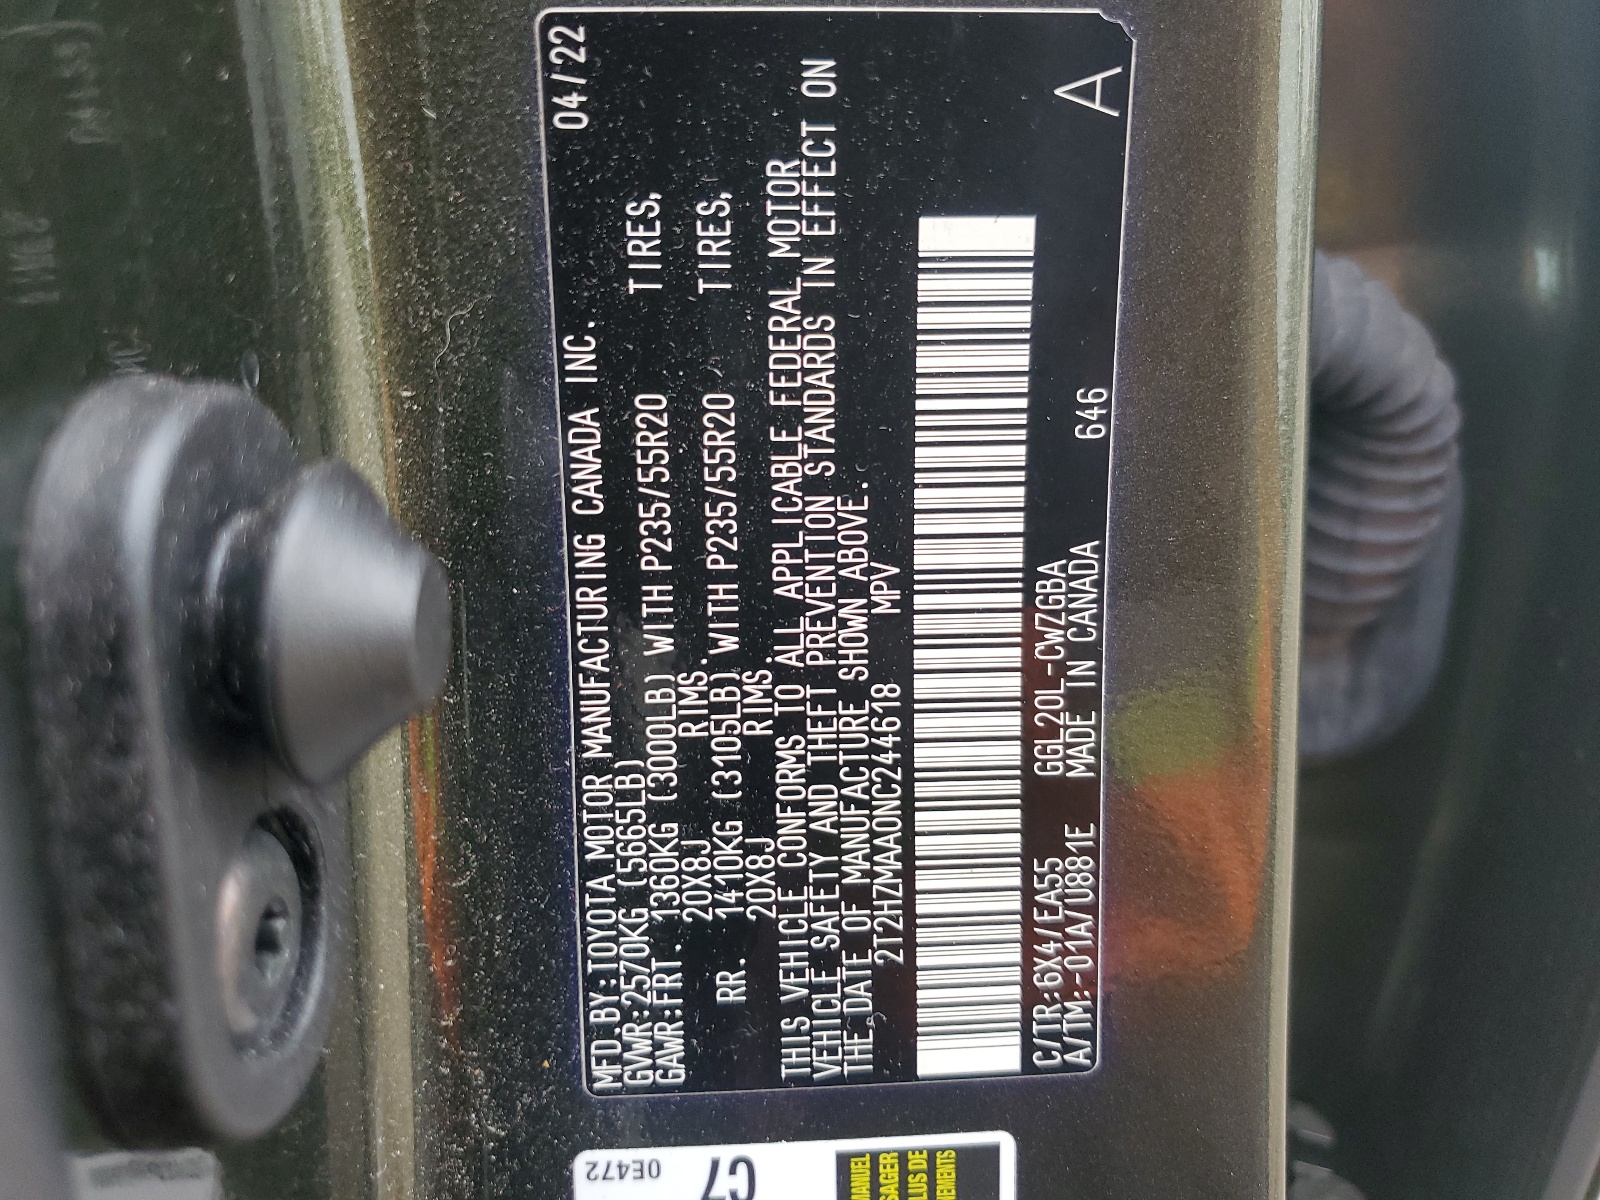 MFD.BY:TOYOTA MOTOR MANUFACTURING CANADA INC. 04/22
GVWR:2570KG (5665LB)
GAWR:FRT. 1360KG (3000LB) WITH P235/55R20 TIRES,
20X8J RIMS.
RR. 1410KG (3105LB) WITH P235/55R20 TIRES,
20X8J RIMS.
THIS VEHICLE CONFORMS TO ALL APPLICABLE FEDERAL MOTOR
VEHICLE SAFETY AND THEFT PREVENTION STANDARDS IN EFFECT ON
THE DATE OF MANUFACTURE SHOWN ABOVE.
2T2HZMAA0NC244618 MPV
C/TR:6X4/EA55 GGL20L-CWZGBA
A/TM:-01A/U881E MADE IN CANADA 646
A
0E472
C7
MANUEL